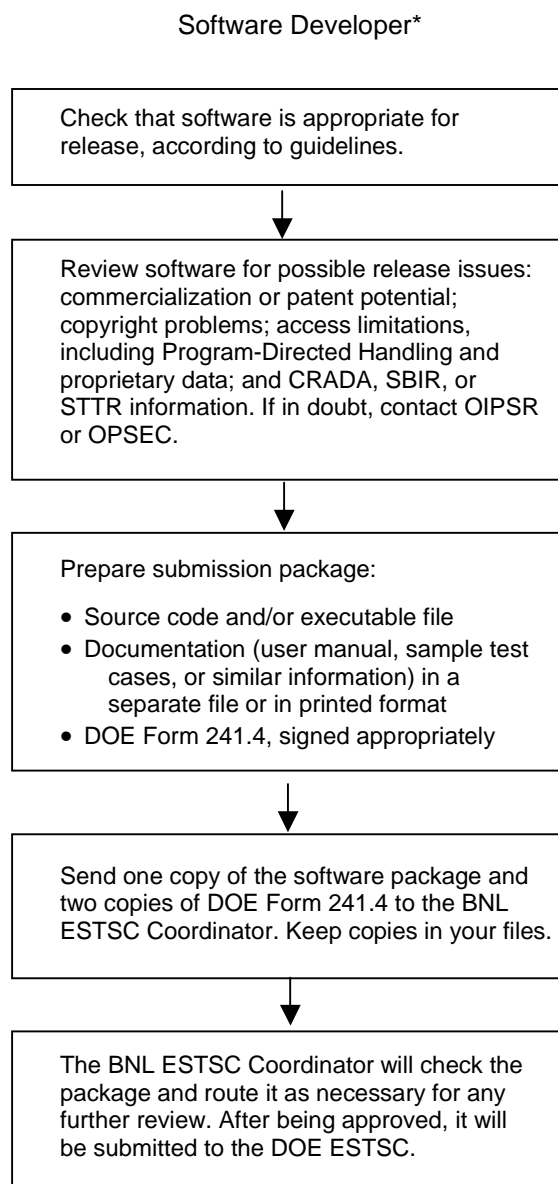 Software Developer*
Check that software is appropriate for
release, according to guidelines.
Review software for possible release issues:
commercialization or patent potential;
copyright problems; access limitations,
including Program-Directed Handling and
proprietary data; and CRADA, SBIR, or
STTR information. If in doubt, contact OIPSR
or OPSEC.
Prepare submission package:
• Source code and/or executable file
• Documentation (user manual, sample test
cases, or similar information) in a
separate file or in printed format
• DOE Form 241.4, signed appropriately
Send one copy of the software package and
two copies of DOE Form 241.4 to the BNL
ESTSC Coordinator. Keep copies in your files.
The BNL ESTSC Coordinator will check the
package and route it as necessary for any
further review. After being approved, it will
be submitted to the DOE ESTSC.